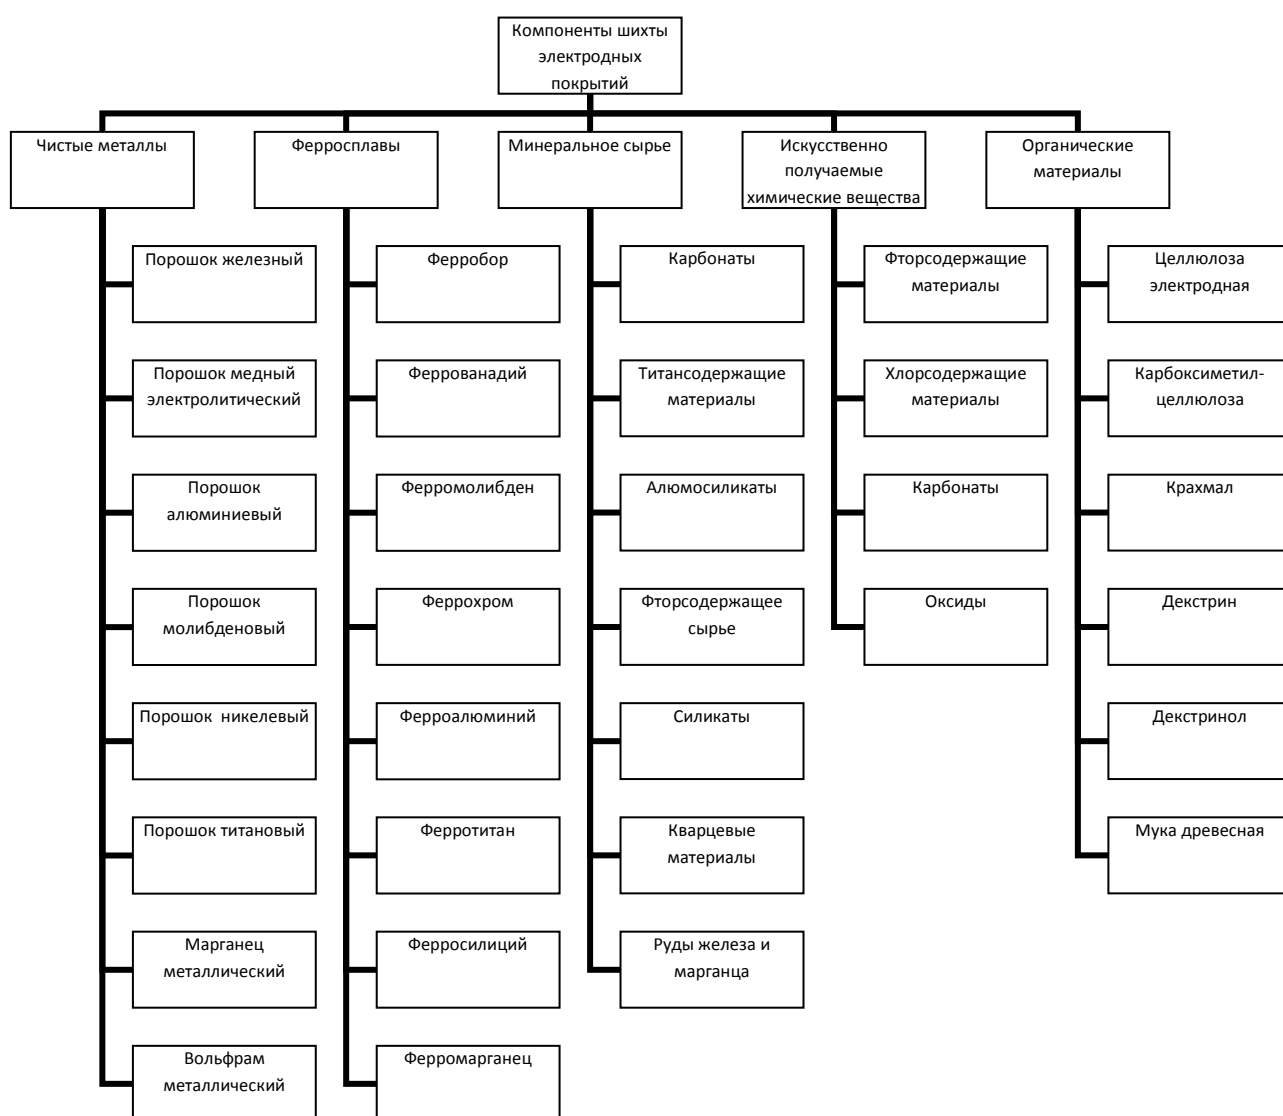 Компоненты шихты
электродных
покрытий
Чистые металлы
Ферросплавы
Минеральное сырье
Искусственно
получаемые
химические вещества
Органические
материалы
Порошок железный
Порошок медный
электролитический
Порошок
алюминиевый
Порошок
молибденовый
Порошок никелевый
Порошок титановый
Марганец
металлический
Вольфрам
металлический
Ферробор
Феррованадий
Ферромолибден
Феррохром
Ферроалюминий
Ферротитан
Ферросилиций
Ферромарганец
Карбонаты
Титансодержащие
материалы
Алюмосиликаты
Фторсодержащее
сырье
Силикаты
Кварцевые
материалы
Руды железа и
марганца
Фторсодержащие
материалы
Хлорсодержащие
материалы
Карбонаты
Оксиды
Целлюлоза
электродная
Карбоксиметил-
целлюлоза
Крахмал
Декстрин
Декстринол
Мука древесная